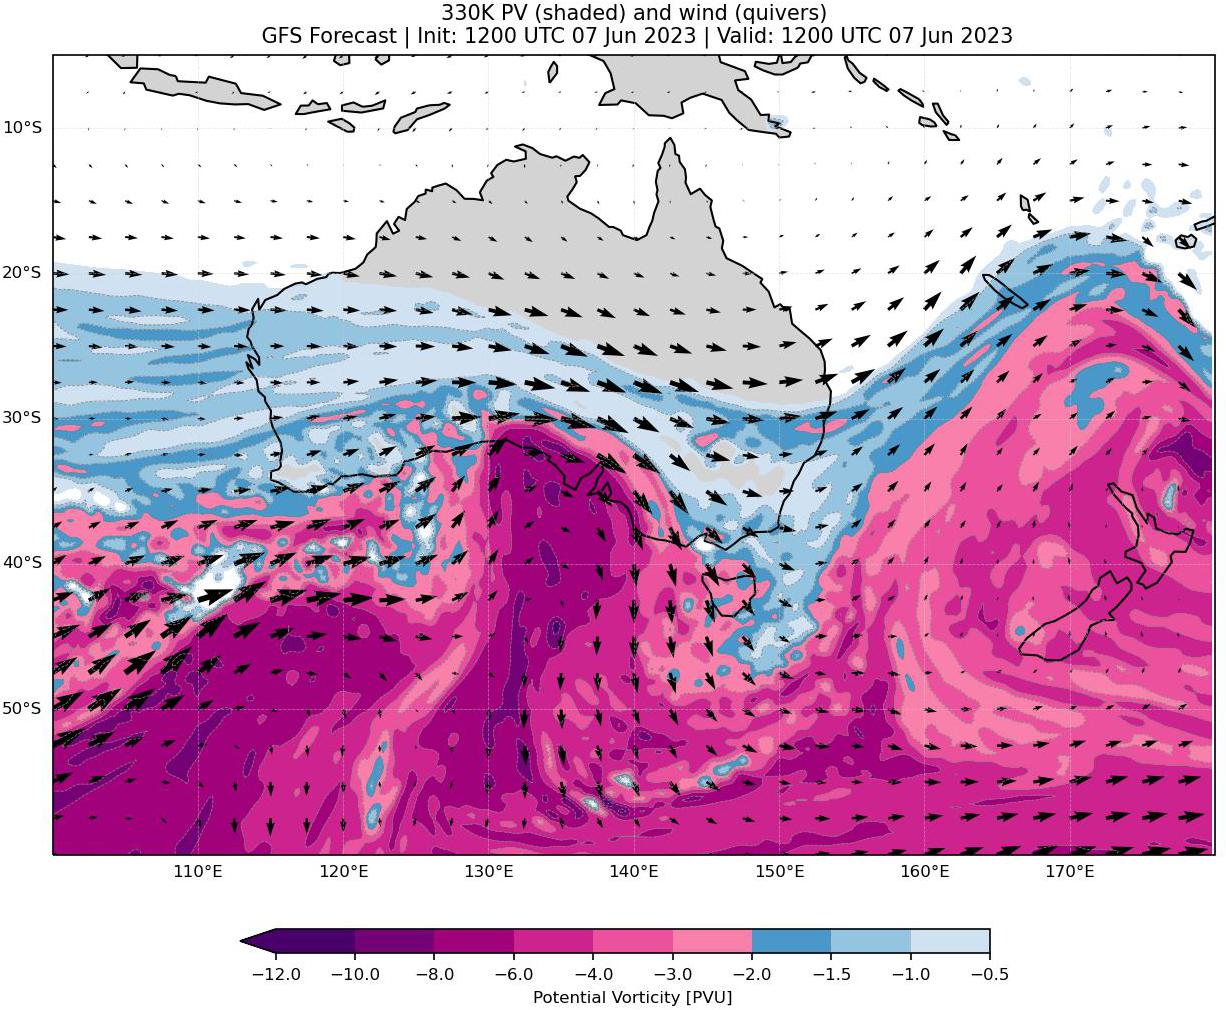 330K PV (shaded) and wind (quivers)
GFS Forecast | Init: 1200 UTC 07 Jun 2023 | Valid: 1200 UTC 07 Jun 2023
10°S
20°S
30°S
40°S
50°S
110°E 120°E 130°E 140°E 150°E 160°E 170°E
−12.0 −10.0 −8.0 −6.0 −4.0 −3.0 −2.0 −1.5 −1.0 −0.5
Potential Vorticity [PVU]